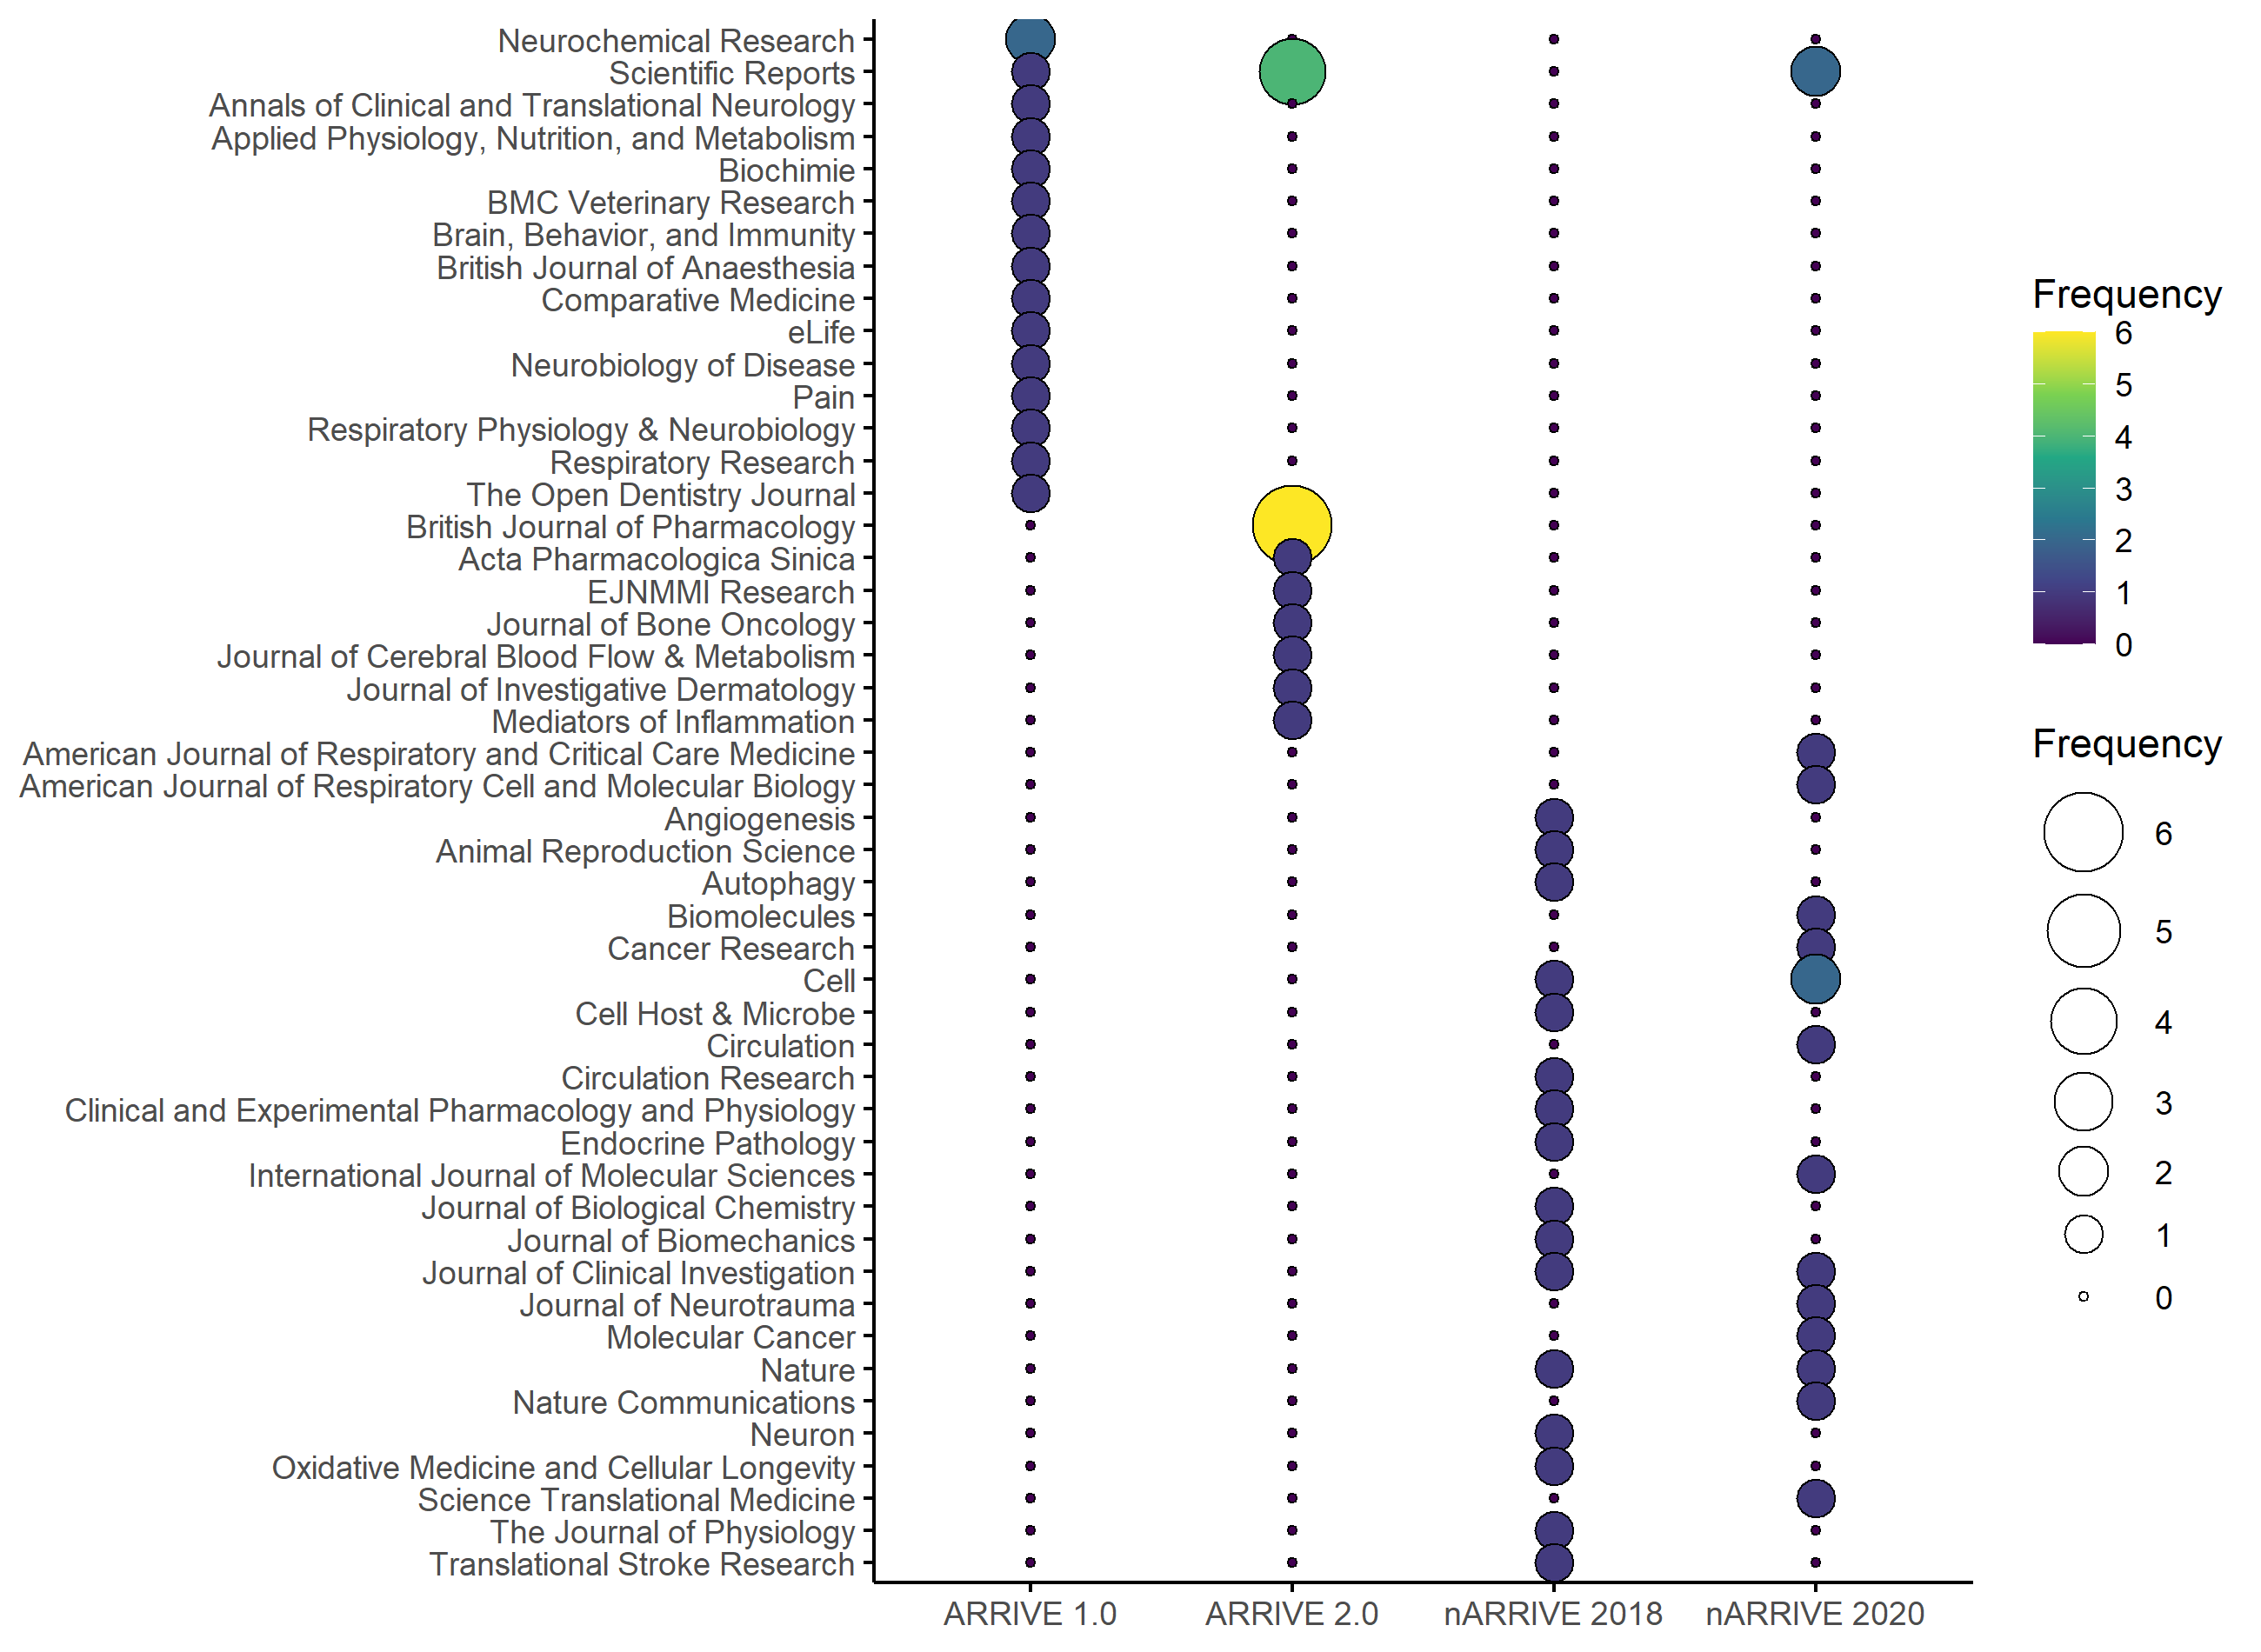 Neurochemical Research
Scientific Reports
Annals of Clinical and Translational Neurology
Applied Physiology, Nutrition, and Metabolism
Biochimie
BMC Veterinary Research
Brain, Behavior, and Immunity
British Journal of Anaesthesia
Comparative Medicine
eLife
Neurobiology of Disease
Pain
Respiratory Physiology & Neurobiology
Respiratory Research
The Open Dentistry Journal
British Journal of Pharmacology
Acta Pharmacologica Sinica
EJNMMI Research
Journal of Bone Oncology
Journal of Cerebral Blood Flow & Metabolism
Journal of Investigative Dermatology
Mediators of Inflammation
American Journal of Respiratory and Critical Care Medicine
American Journal of Respiratory Cell and Molecular Biology
Angiogenesis
Animal Reproduction Science
Autophagy
Biomolecules
Cancer Research
Cell
Cell Host & Microbe
Circulation
Circulation Research
Clinical and Experimental Pharmacology and Physiology
Endocrine Pathology
International Journal of Molecular Sciences
Journal of Biological Chemistry
Journal of Biomechanics
Journal of Clinical Investigation
Journal of Neurotrauma
Molecular Cancer
Nature
Nature Communications
Neuron
Oxidative Medicine and Cellular Longevity
Science Translational Medicine
The Journal of Physiology
Translational Stroke Research
ARRIVE 1.0 ARRIVE 2.0 nARRIVE 2018 nARRIVE 2020
Frequency
6
5
4
3
2
1
0
Frequency
6
5
4
3
2
1
0